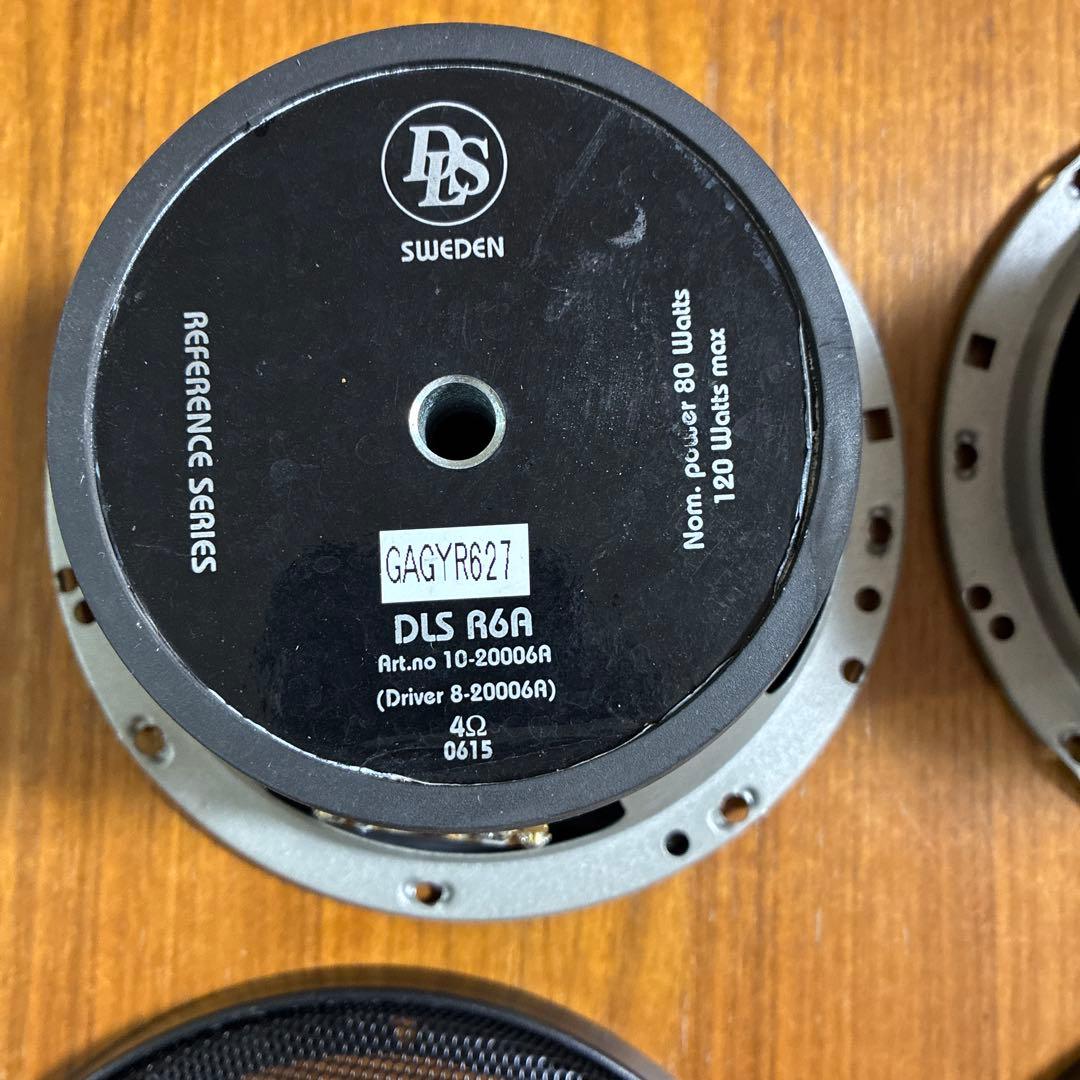 DLS
SWEDEN
REFERENCE SERIES
Nom. power 80 Watts
120 Watts max
GAGYR627
DLS R6A
Art.no 10-20006A
(Driver 8-20006A)
4Ω
0615